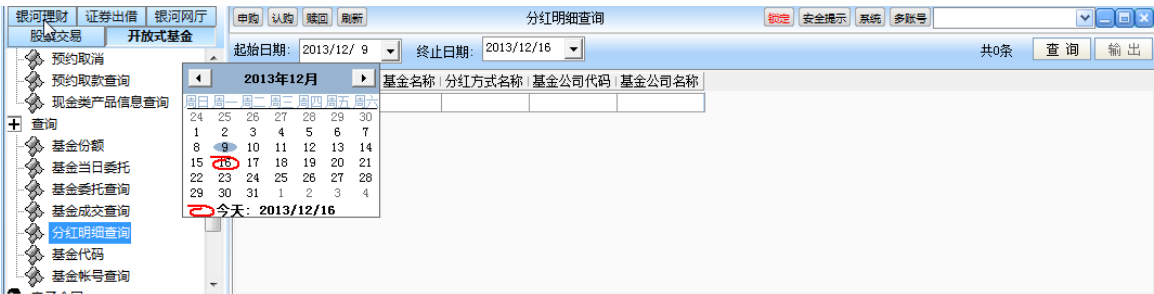 银河理财 证券出借 银河网厅
股票交易 开放式基金
申购 认购 赎回 刷新 分红明细查询 锁定 安全提示 系统 多账号
起始日期: 2013/12/ 9 终止日期: 2013/12/16 共0条 查 询 输 出
预约取消
预约取款查询
现金类产品信息查询
查询
基金份额
基金当日委托
基金委托查询
基金成交查询
分红明细查询
基金代码
基金帐号查询
2013年12月
周日 周一 周二 周三 周四 周五 周六
24 25 26 27 28 29 30
1 2 3 4 5 6 7
8 9 10 11 12 13 14
15 16 17 18 19 20 21
22 23 24 25 26 27 28
29 30 31 1 2 3 4
今天: 2013/12/16
基金名称 分红方式名称 基金公司代码 基金公司名称